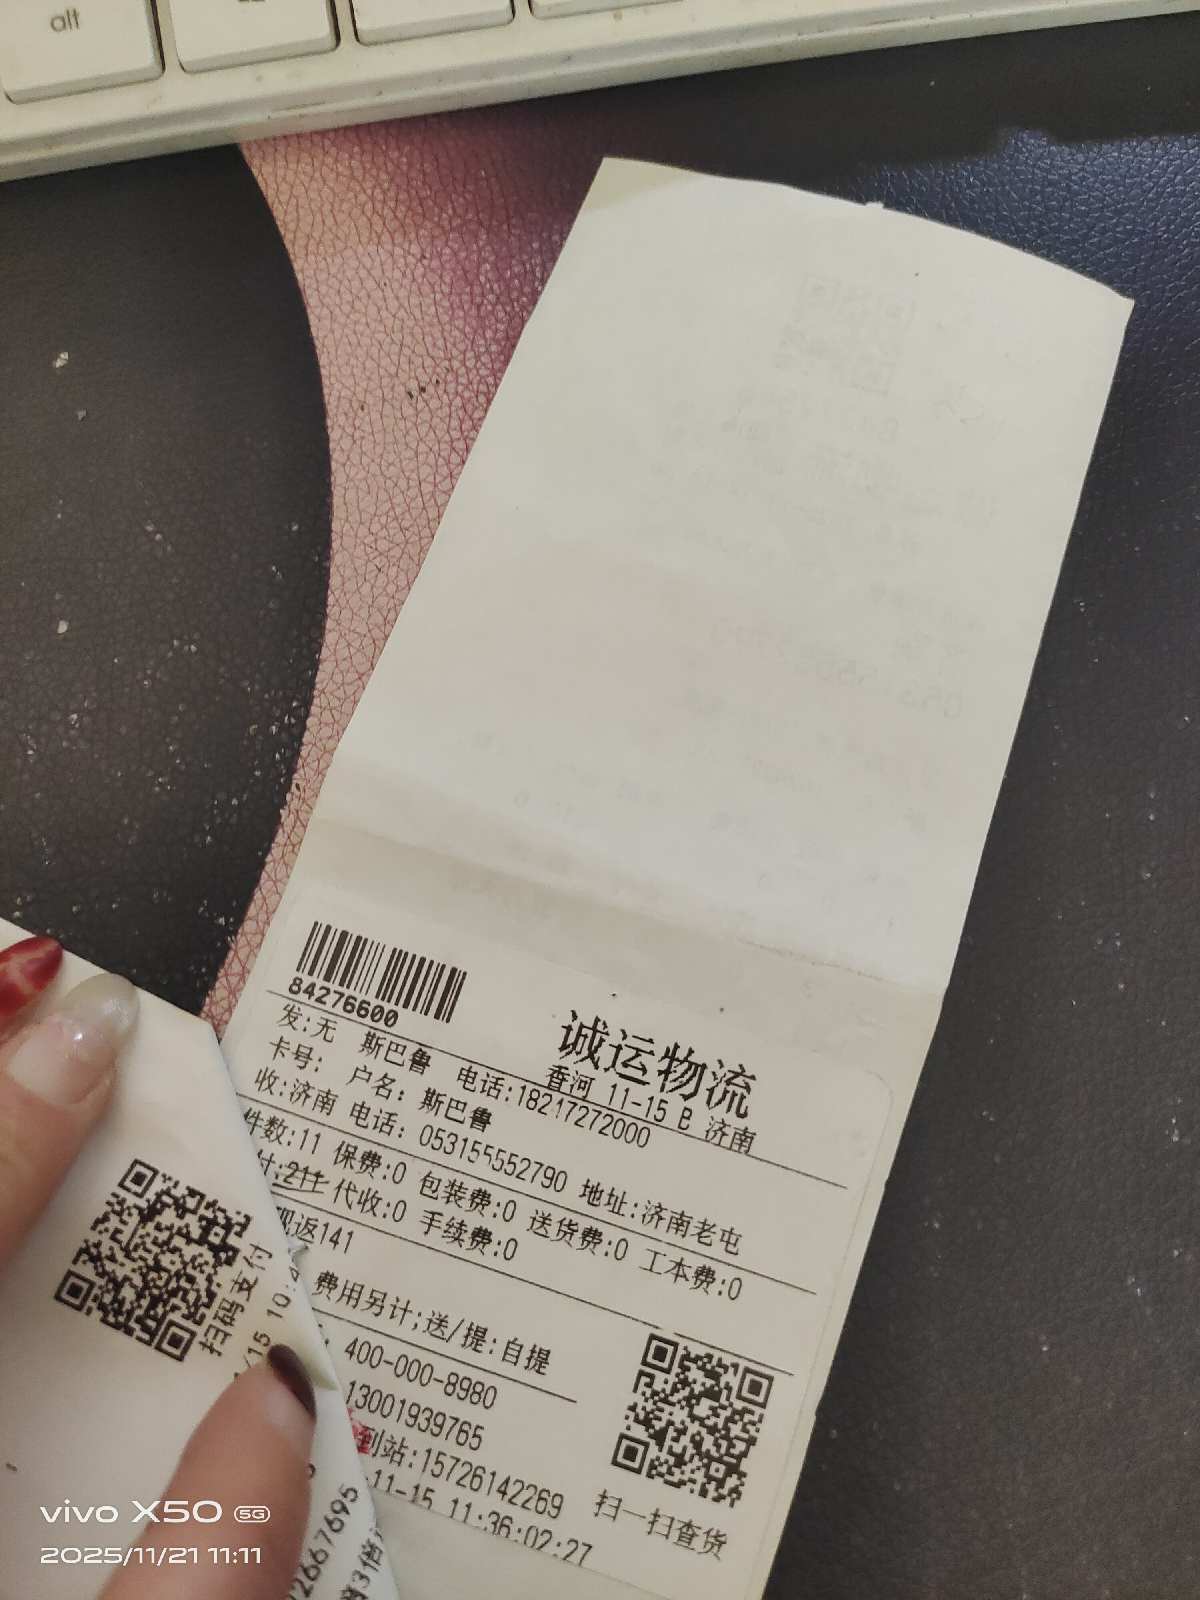 alt
84276600
诚运物流
香河 11-15 日 济南
发:无 斯巴鲁 电话:18217272000
卡号: 户名: 斯巴鲁
收:济南 电话: 053155552790 地址:济南老屯
件数:11 保费:0 包装费:0 送货费:0 工本费:0
付:211 代收:0 手续费:0
现返141
费用另计;送/提:自提
400-000-8980
13001939765
到站:15726142269
-11-15 11:36:02:27
扫一扫查货
扫码支付
/15 10:
2667695
vivo X50 5G
2025/11/21 11:11